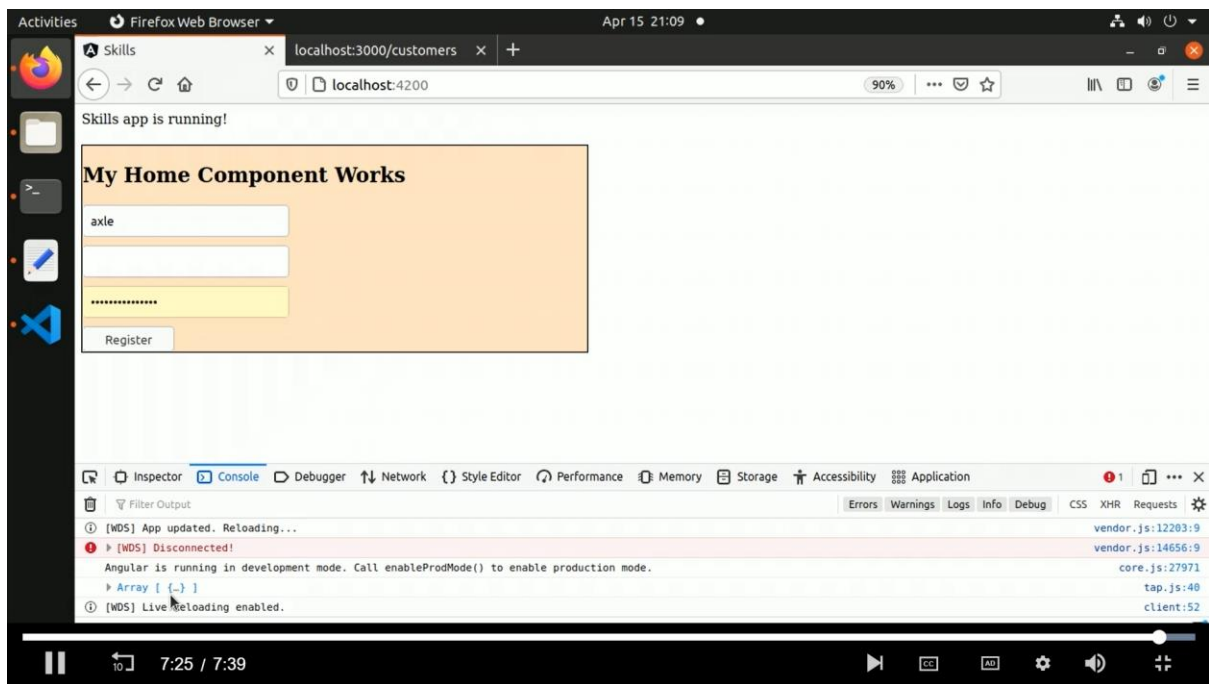 Activities Firefox Web Browser Apr 15 21:09
Skills localhost:3000/customers
localhost:4200 90%
Skills app is running!
My Home Component Works
axle
Register
Inspector Console Debugger Network Style Editor Performance Memory Storage Accessibility Application 1
Filter Output Errors Warnings Logs Info Debug CSS XHR Requests
[WDS] App updated. Reloading... vendor.js:12203:9
[WDS] Disconnected! vendor.js:14656:9
Angular is running in development mode. Call enableProdMode() to enable production mode. core.js:27971
Array [ {…} ] tap.js:40
[WDS] Live Reloading enabled. client:52
10 7:25 / 7:39 CC AD